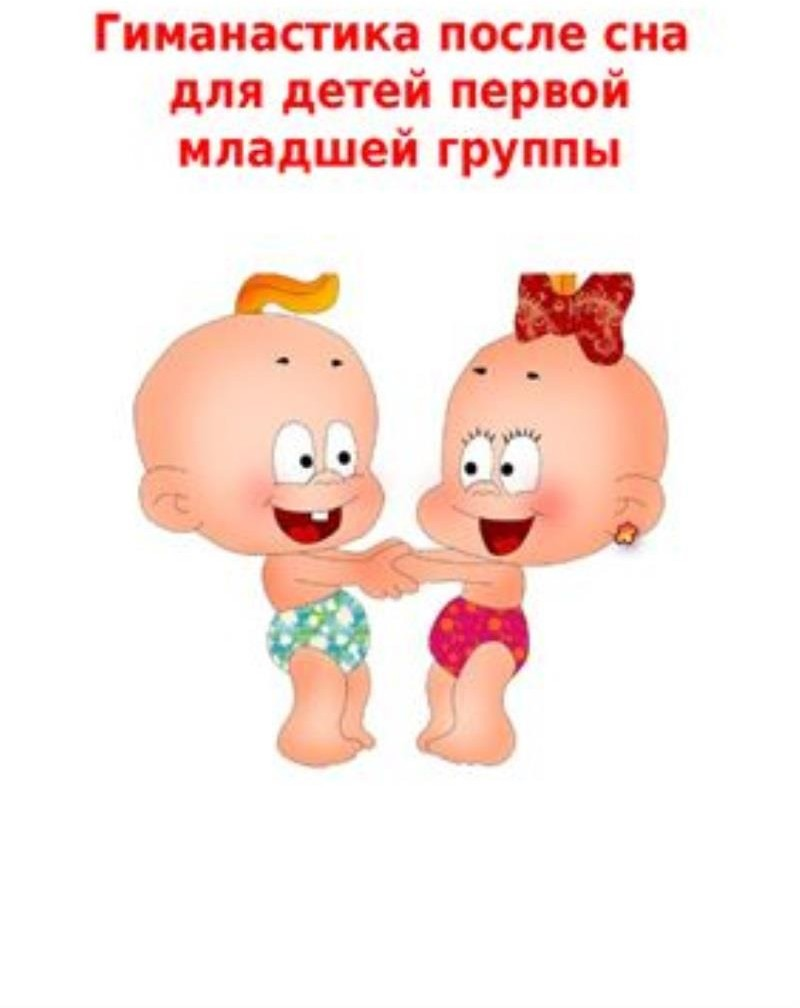 Гиманастика после сна
для детей первой
младшей группы